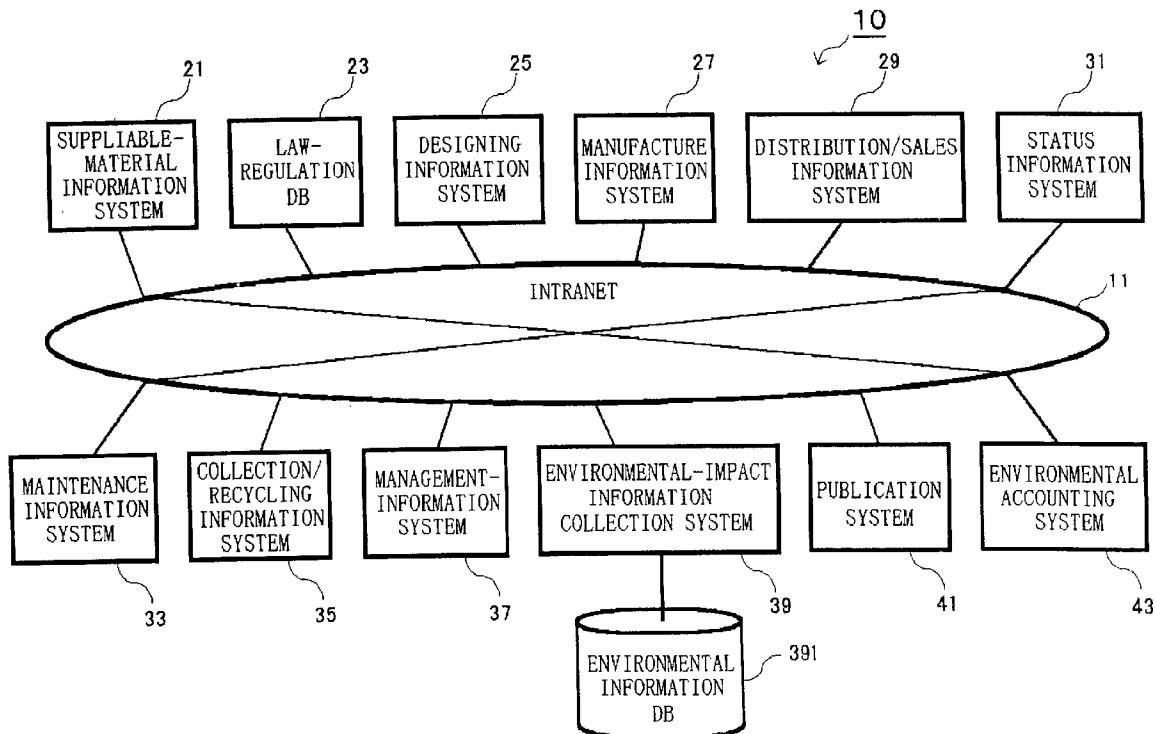 10
21
23
25
27
29
31
SUPPLIABLE-
MATERIAL
INFORMATION
SYSTEM
LAW-
REGULATION
DB
DESIGNING
INFORMATION
SYSTEM
MANUFACTURE
INFORMATION
SYSTEM
DISTRIBUTION/SALES
INFORMATION
SYSTEM
STATUS
INFORMATION
SYSTEM
INTRANET
11
MAINTENANCE
INFORMATION
SYSTEM
COLLECTION/
RECYCLING
INFORMATION
SYSTEM
MANAGEMENT-
INFORMATION
SYSTEM
ENVIRONMENTAL-IMPACT
INFORMATION
COLLECTION SYSTEM
PUBLICATION
SYSTEM
ENVIRONMENTAL
ACCOUNTING
SYSTEM
33
35
37
39
41
43
ENVIRONMENTAL
INFORMATION
DB
391